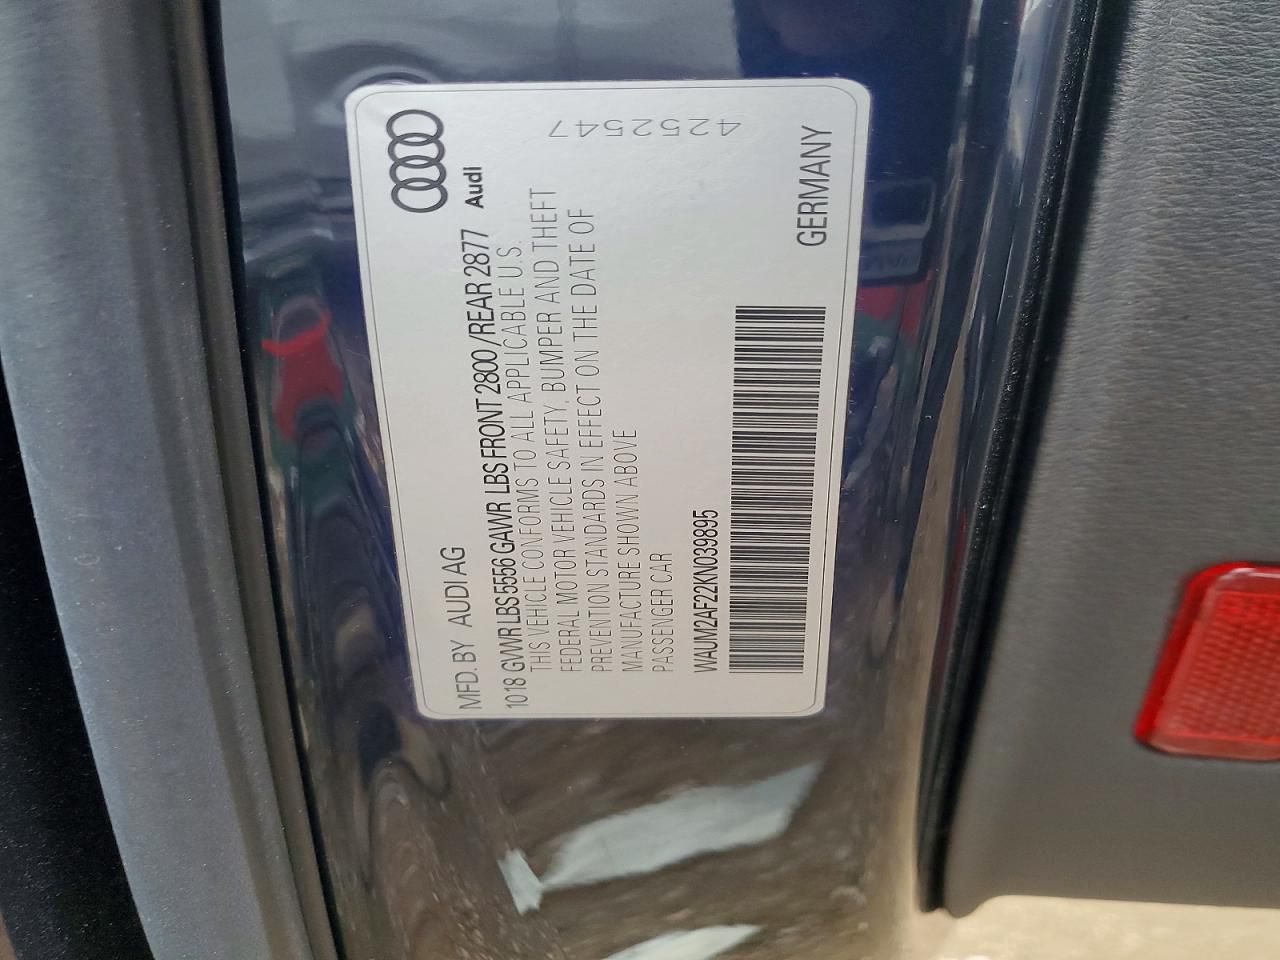 MFD. BY AUDI AG
Audi
1018 GVWR LBS 5556 GAWR LBS FRONT 2800 /REAR 2877
THIS VEHICLE CONFORMS TO ALL APPLICABLE U.S.
FEDERAL MOTOR VEHICLE SAFETY, BUMPER AND THEFT
PREVENTION STANDARDS IN EFFECT ON THE DATE OF
MANUFACTURE SHOWN ABOVE
PASSENGER CAR
4252547
WAUM2AF22KN039895
GERMANY